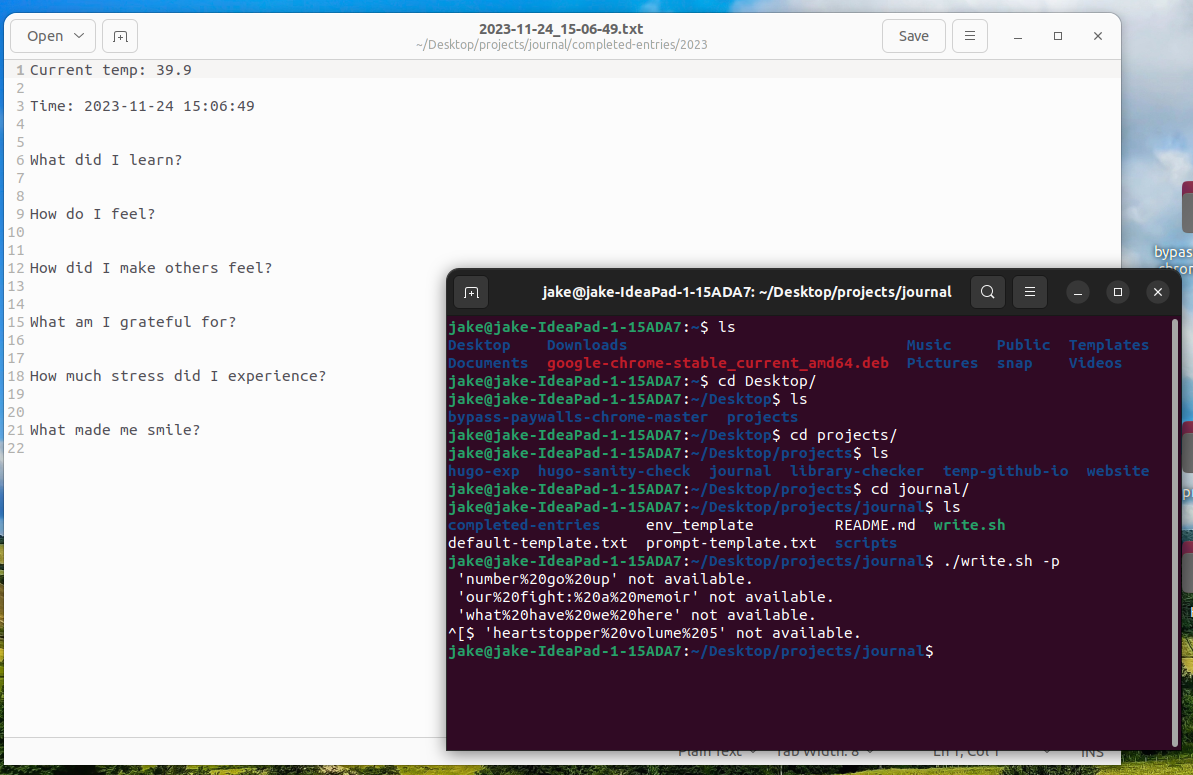 Open
2023-11-24_15-06-49.txt
~/Desktop/projects/journal/completed-entries/2023
Save
1 Current temp: 39.9
2
3 Time: 2023-11-24 15:06:49
4
5
6 What did I learn?
7
8
9 How do I feel?
10
11
12 How did I make others feel?
13
14
15 What am I grateful for?
16
17
18 How much stress did I experience?
19
20
21 What made me smile?
22
bypas
chron
jake@jake-IdeaPad-1-15ADA7: ~/Desktop/projects/journal
jake@jake-IdeaPad-1-15ADA7:~$ ls
Desktop Downloads Music Public Templates
Documents google-chrome-stable_current_amd64.deb Pictures snap Videos
jake@jake-IdeaPad-1-15ADA7:~$ cd Desktop/
jake@jake-IdeaPad-1-15ADA7:~/Desktop$ ls
bypass-paywalls-chrome-master projects
jake@jake-IdeaPad-1-15ADA7:~/Desktop$ cd projects/
jake@jake-IdeaPad-1-15ADA7:~/Desktop/projects$ ls
hugo-exp hugo-sanity-check journal library-checker temp-github-io website
jake@jake-IdeaPad-1-15ADA7:~/Desktop/projects$ cd journal/
jake@jake-IdeaPad-1-15ADA7:~/Desktop/projects/journal$ ls
completed-entries env_template README.md write.sh
default-template.txt prompt-template.txt scripts
jake@jake-IdeaPad-1-15ADA7:~/Desktop/projects/journal$ ./write.sh -p
'number%20go%20up' not available.
'our%20fight:%20a%20memoir' not available.
'what%20have%20we%20here' not available.
^[$ 'heartstopper%20volume%205' not available.
jake@jake-IdeaPad-1-15ADA7:~/Desktop/projects/journal$
Plain Text Tab Width: 8 Ln 1, Col 1 INS